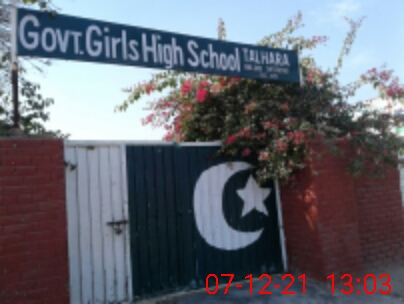 Govt. Girls High School TALHARA
07-12-21 13:03